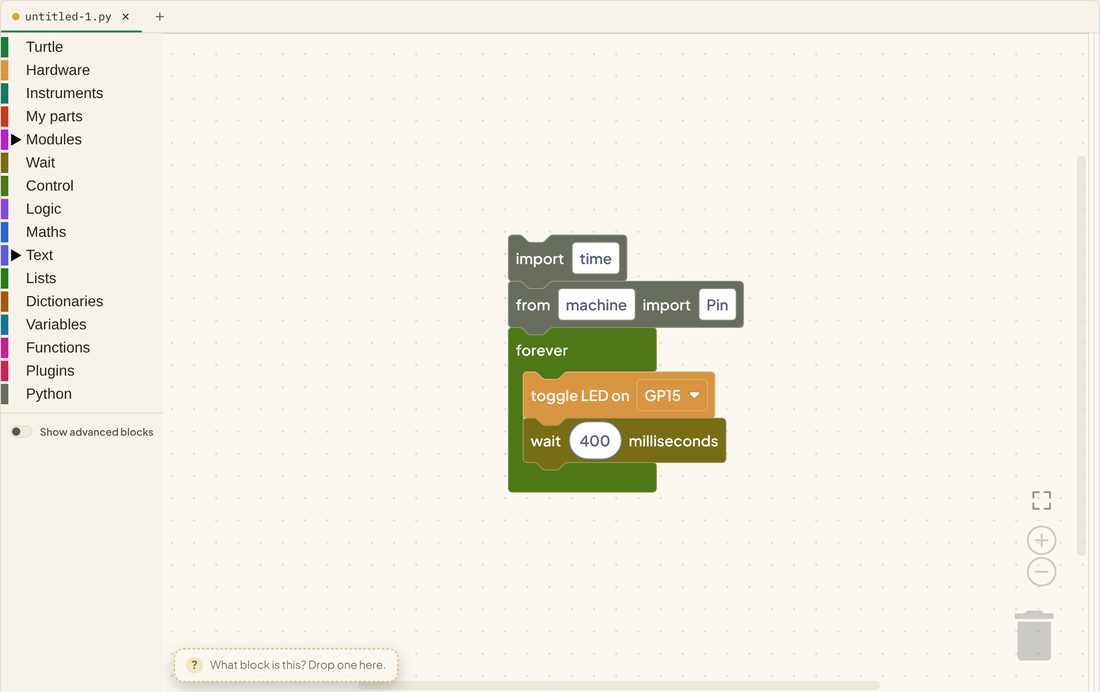 untitled-1.py × +
Turtle
Hardware
Instruments
My parts
Modules
Wait
Control
Logic
Maths
Text
Lists
Dictionaries
Variables
Functions
Plugins
Python
Show advanced blocks
import time
from machine import Pin
forever
toggle LED on GP15
wait 400 milliseconds
? What block is this? Drop one here.